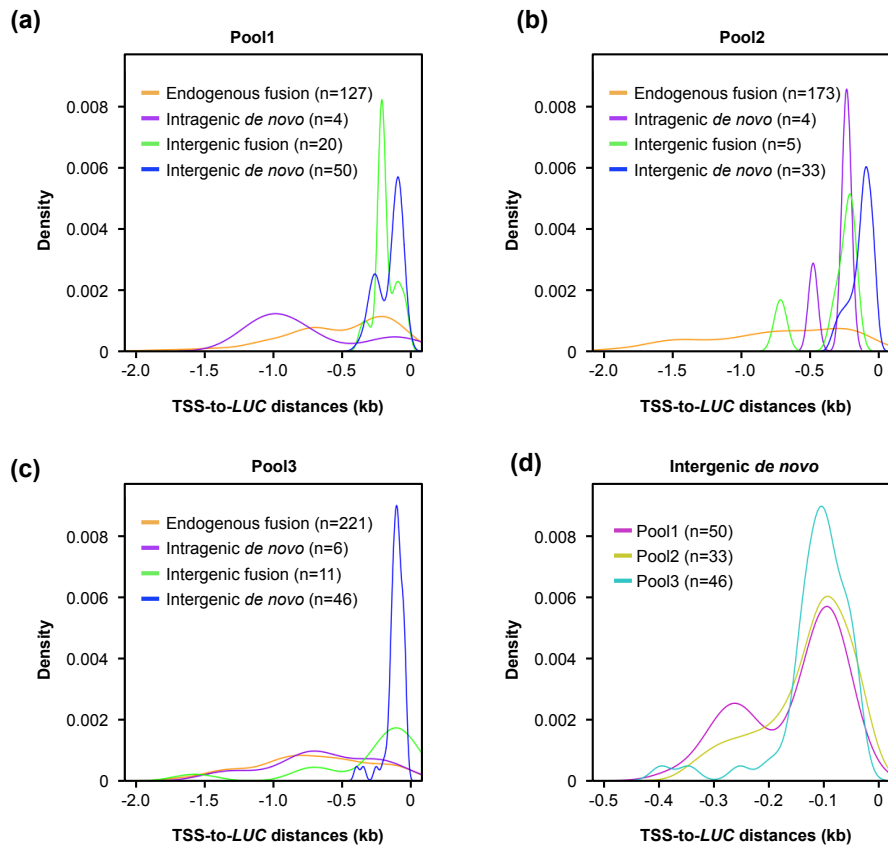 (a)
Pool1
Endogenous fusion (n=127)
Intragenic de novo (n=4)
Intergenic fusion (n=20)
Intergenic de novo (n=50)
Density
0.008
0.006
0.004
0.002
0
-2.0
-1.5
-1.0
-0.5
0
TSS-to-LUC distances (kb)
(b)
Pool2
Endogenous fusion (n=173)
Intragenic de novo (n=4)
Intergenic fusion (n=5)
Intergenic de novo (n=33)
Density
0.008
0.006
0.004
0.002
0
-2.0
-1.5
-1.0
-0.5
0
TSS-to-LUC distances (kb)
(c)
Pool3
Endogenous fusion (n=221)
Intragenic de novo (n=6)
Intergenic fusion (n=11)
Intergenic de novo (n=46)
Density
0.008
0.006
0.004
0.002
0
-2.0
-1.5
-1.0
-0.5
0
TSS-to-LUC distances (kb)
(d)
Intergenic de novo
Pool1 (n=50)
Pool2 (n=33)
Pool3 (n=46)
Density
0.008
0.006
0.004
0.002
0
-0.5
-0.4
-0.3
-0.2
-0.1
0
TSS-to-LUC distances (kb)